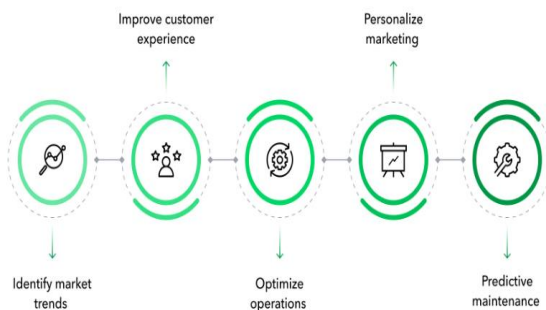 Improve customer
experience
Personalize
marketing
Identify market
trends
Optimize
operations
Predictive
maintenance